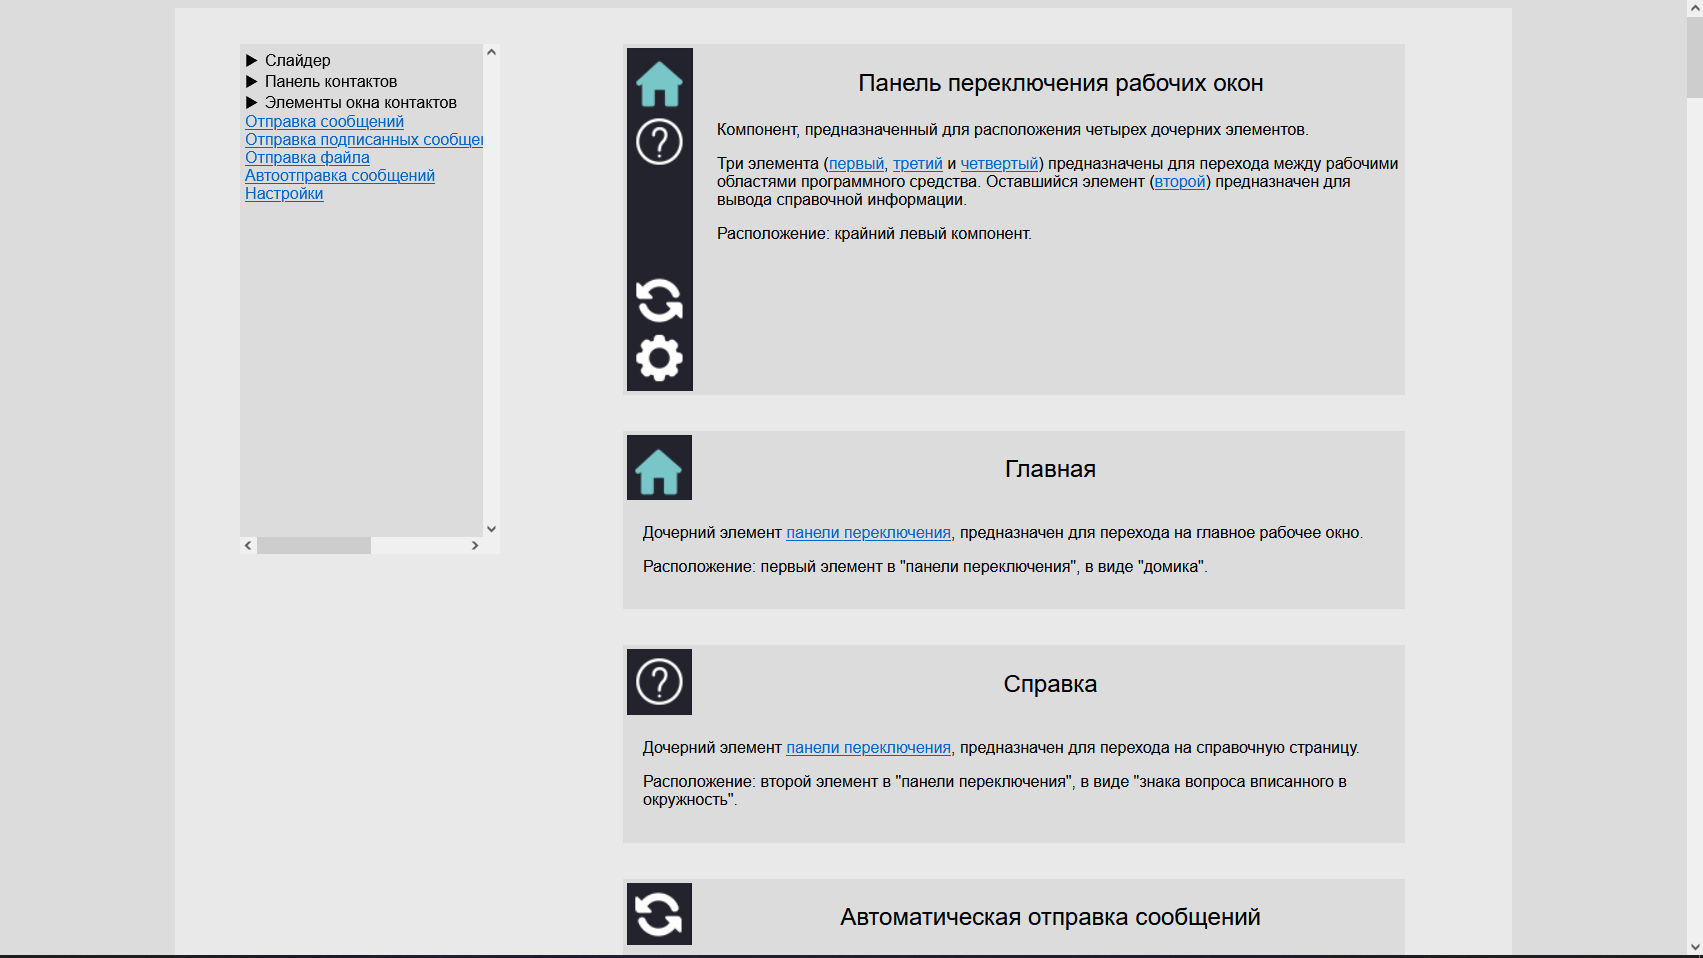 ▶ Слайдер
▶ Панель контактов
▶ Элементы окна контактов
Отправка сообщений
Отправка подписанных сообще
Отправка файла
Автоотправка сообщений
Настройки
Панель переключения рабочих окон
Компонент, предназначенный для расположения четырех дочерних элементов.
Три элемента (первый, третий и четвертый) предназначены для перехода между рабочими
областями программного средства. Оставшийся элемент (второй) предназначен для
вывода справочной информации.
Расположение: крайний левый компонент.
Главная
Дочерний элемент панели переключения, предназначен для перехода на главное рабочее окно.
Расположение: первый элемент в "панели переключения", в виде "домика".
Справка
Дочерний элемент панели переключения, предназначен для перехода на справочную страницу.
Расположение: второй элемент в "панели переключения", в виде "знака вопроса вписанного в
окружность".
Автоматическая отправка сообщений